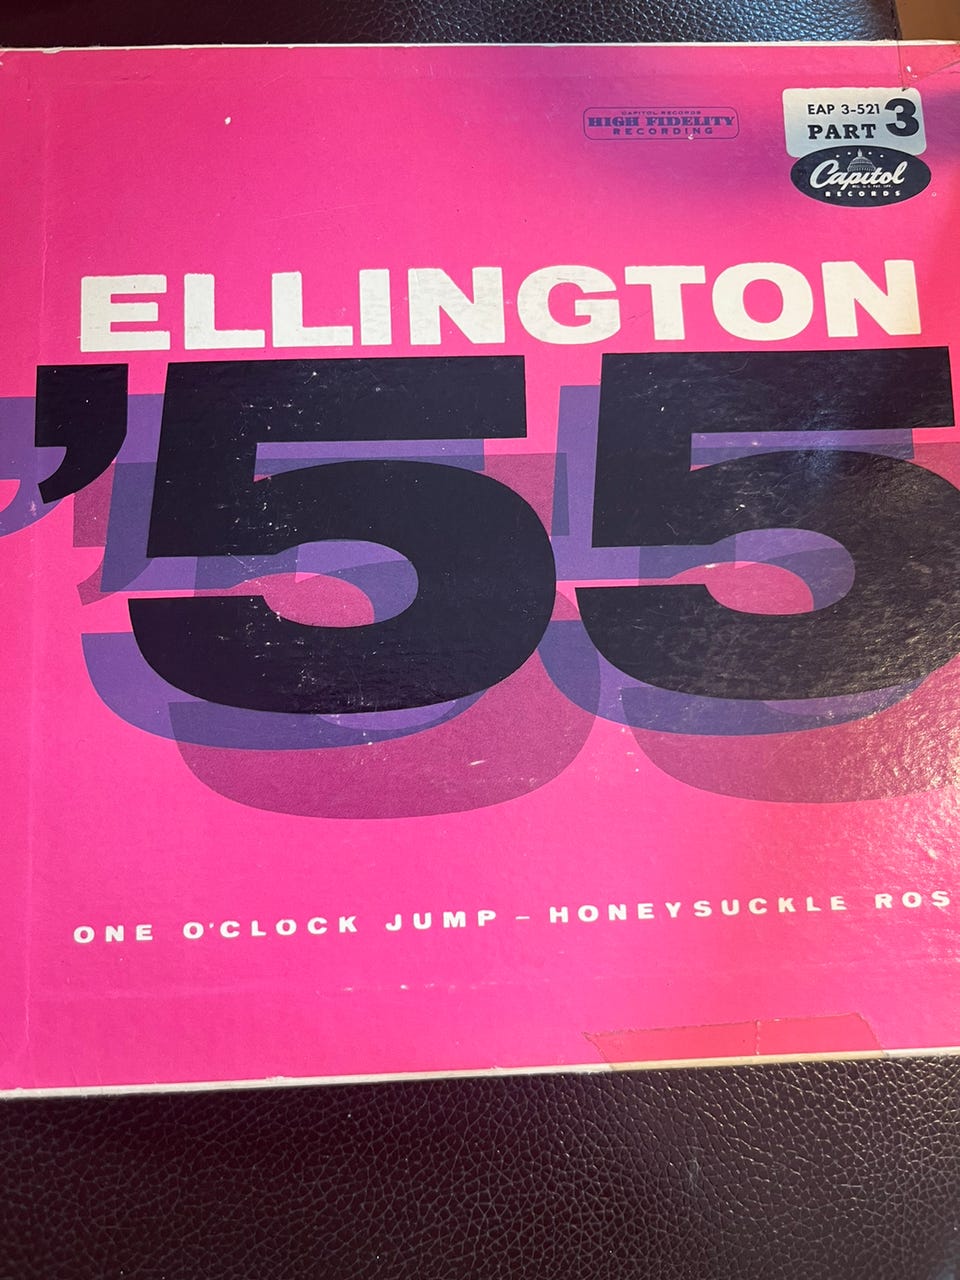 EAP 3-521
PART 3
CAPITOL RECORDS
HIGH FIDELITY
RECORDING
Capitol
RECORDS
ELLINGTON
'55
ONE O'CLOCK JUMP – HONEYSUCKLE ROS